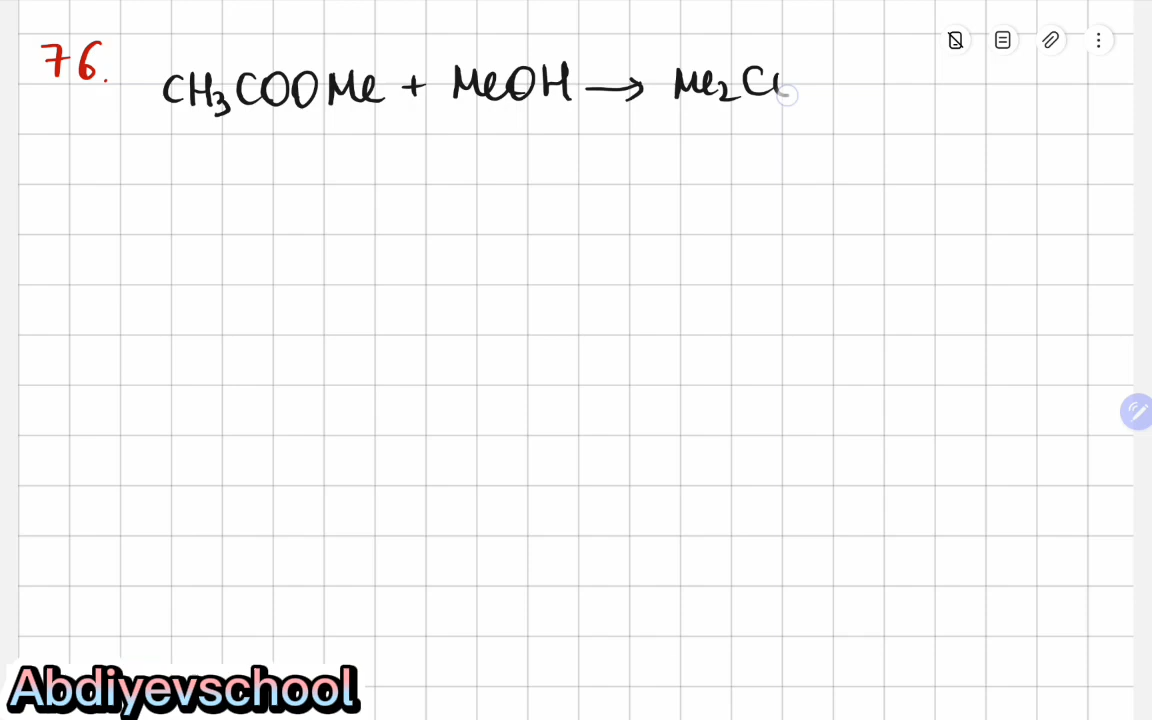 76.
CH₃COOMe + MeOH → Me₂C
Abdiyevschool